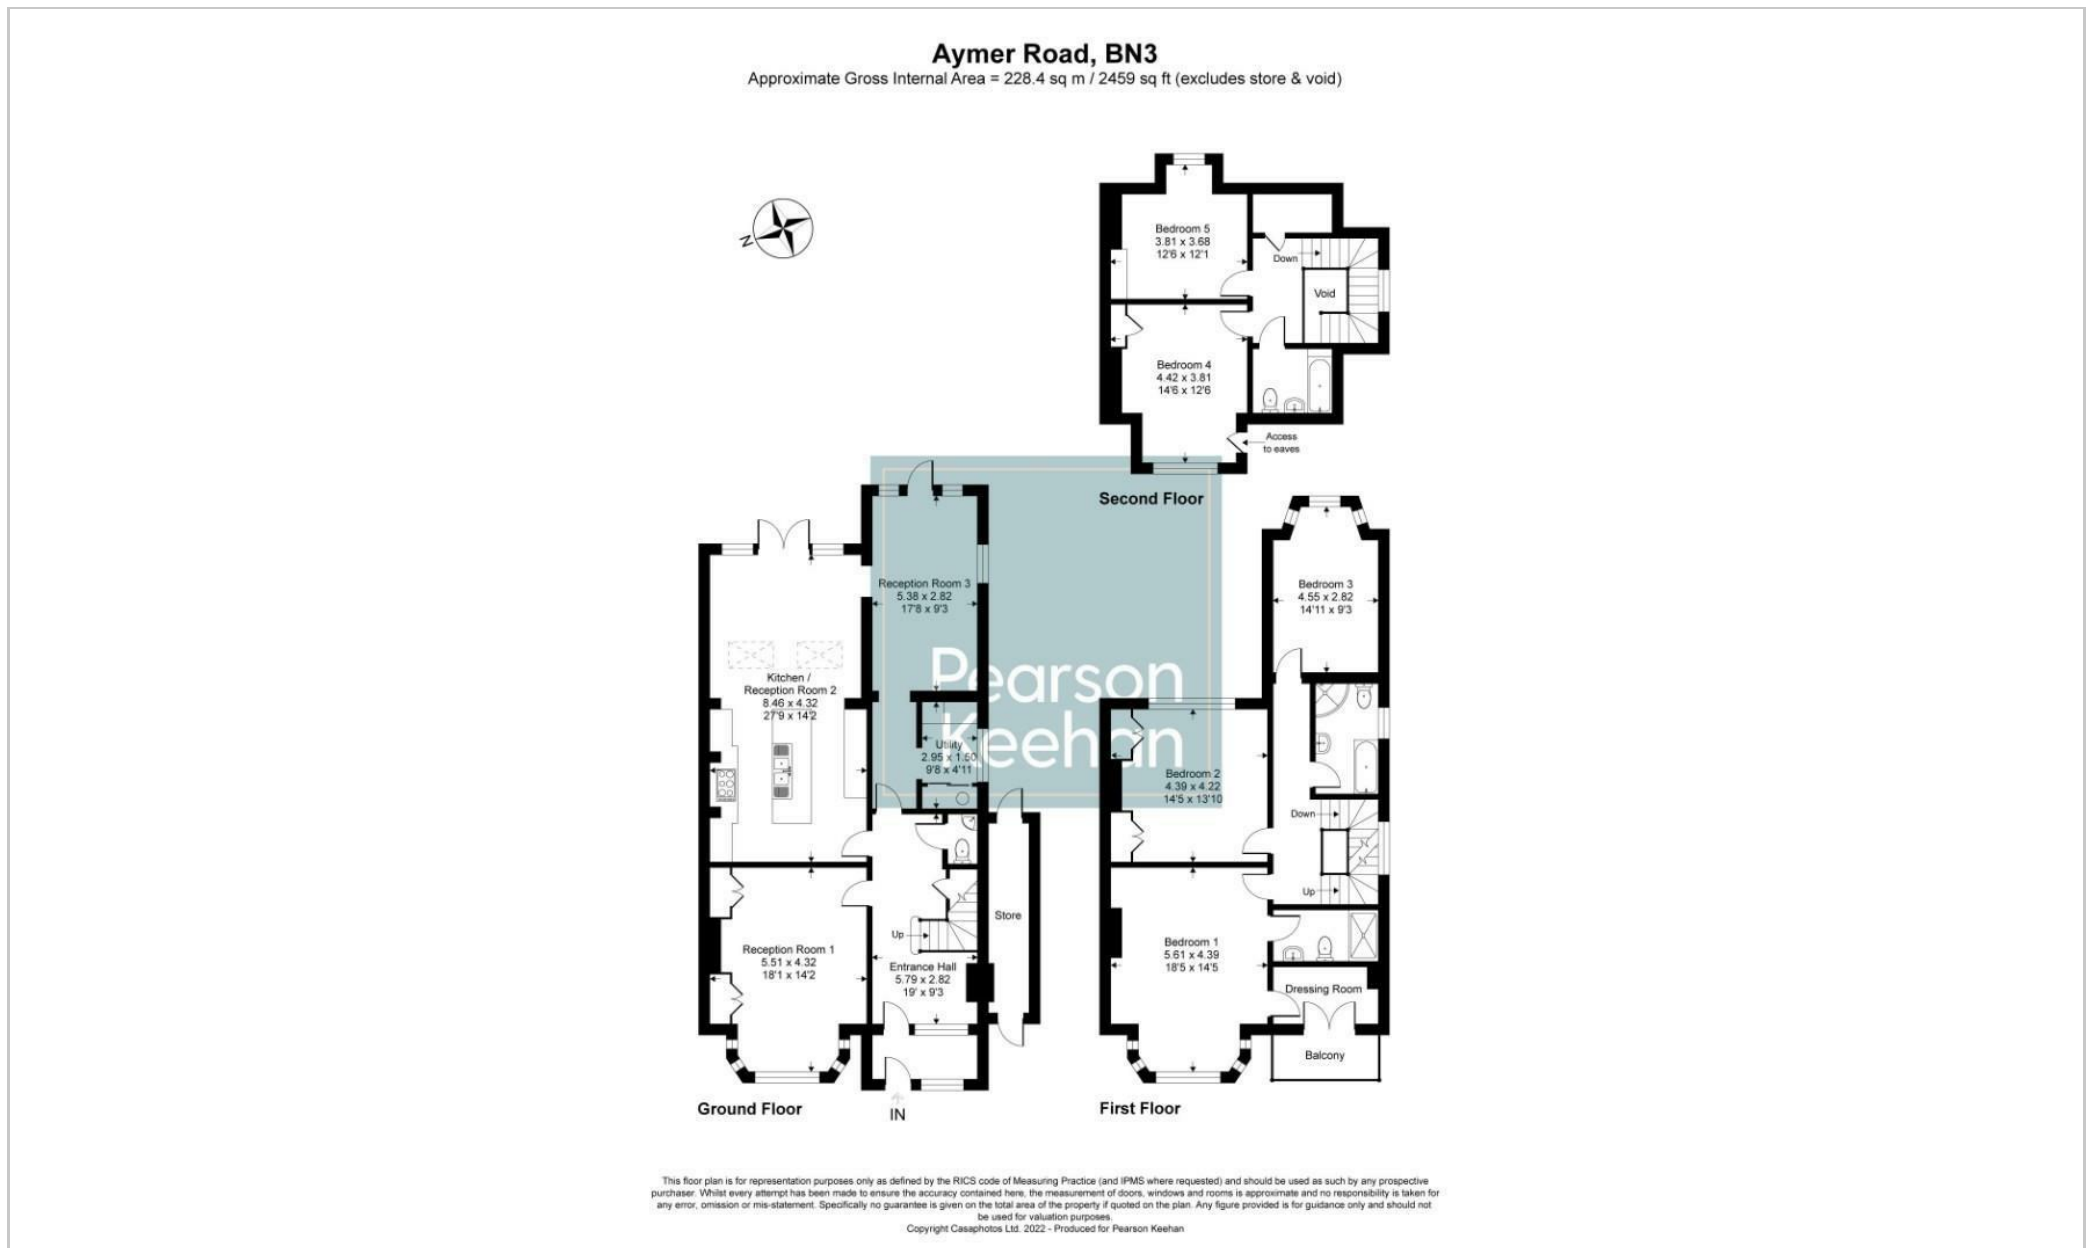 Aymer Road, BN3
Approximate Gross Internal Area = 228.4 sq m / 2459 sq ft (excludes store & void)
N
Bedroom 5
3.81 x 3.68
12'6 x 12'1
Down
Void
Bedroom 4
4.42 x 3.81
14'6 x 12'6
Access
to eaves
Second Floor
Reception Room 3
5.38 x 2.82
17'8 x 9'3
Kitchen /
Reception Room 2
8.46 x 4.32
27'9 x 14'2
Utility
2.95 x 1.50
9'8 x 4'11
Pearson
Keehan
Reception Room 1
5.51 x 4.32
18'1 x 14'2
Up
Entrance Hall
5.79 x 2.82
19' x 9'3
Store
IN
Ground Floor
Bedroom 3
4.55 x 2.82
14'11 x 9'3
Bedroom 2
4.39 x 4.22
14'5 x 13'10
Down
Up
Bedroom 1
5.61 x 4.39
18'5 x 14'5
Dressing Room
Balcony
First Floor
This floor plan is for representation purposes only as defined by the RICS code of Measuring Practice (and IPMS where requested) and should be used as such by any prospective
purchaser. Whilst every attempt has been made to ensure the accuracy contained here, the measurement of doors, windows and rooms is approximate and no responsibility is taken for
any error, omission or mis-statement. Specifically no guarantee is given on the total area of the property if quoted on the plan. Any figure provided is for guidance only and should not
be used for valuation purposes.
Copyright Casaphotos Ltd. 2022 - Produced for Pearson Keehan